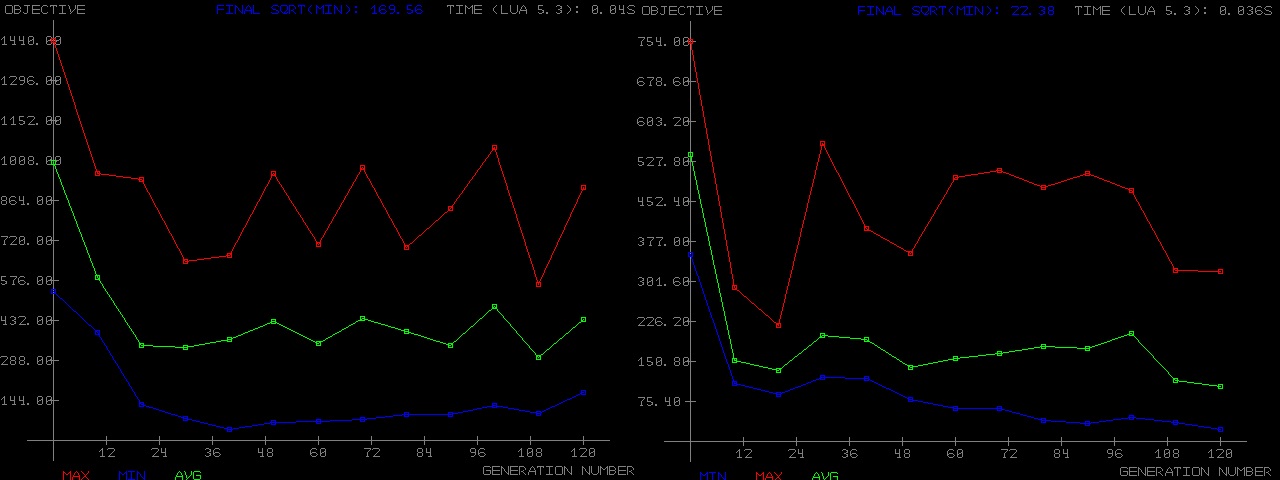 OBJECTIVE FINAL SQRT(MIN): 169.56 TIME (LUA 5.3): 0.04S
1440.00
1296.00
1152.00
1008.00
864.00
720.00
576.00
432.00
288.00
144.00
12 24 36 48 60 72 84 96 108 120
GENERATION NUMBER
MAX MIN AVG
OBJECTIVE FINAL SQRT(MIN): 22.38 TIME (LUA 5.3): 0.036S
754.00
678.60
603.20
527.80
452.40
377.00
301.60
226.20
150.80
75.40
12 24 36 48 60 72 84 96 108 120
GENERATION NUMBER
MIN MAX AVG